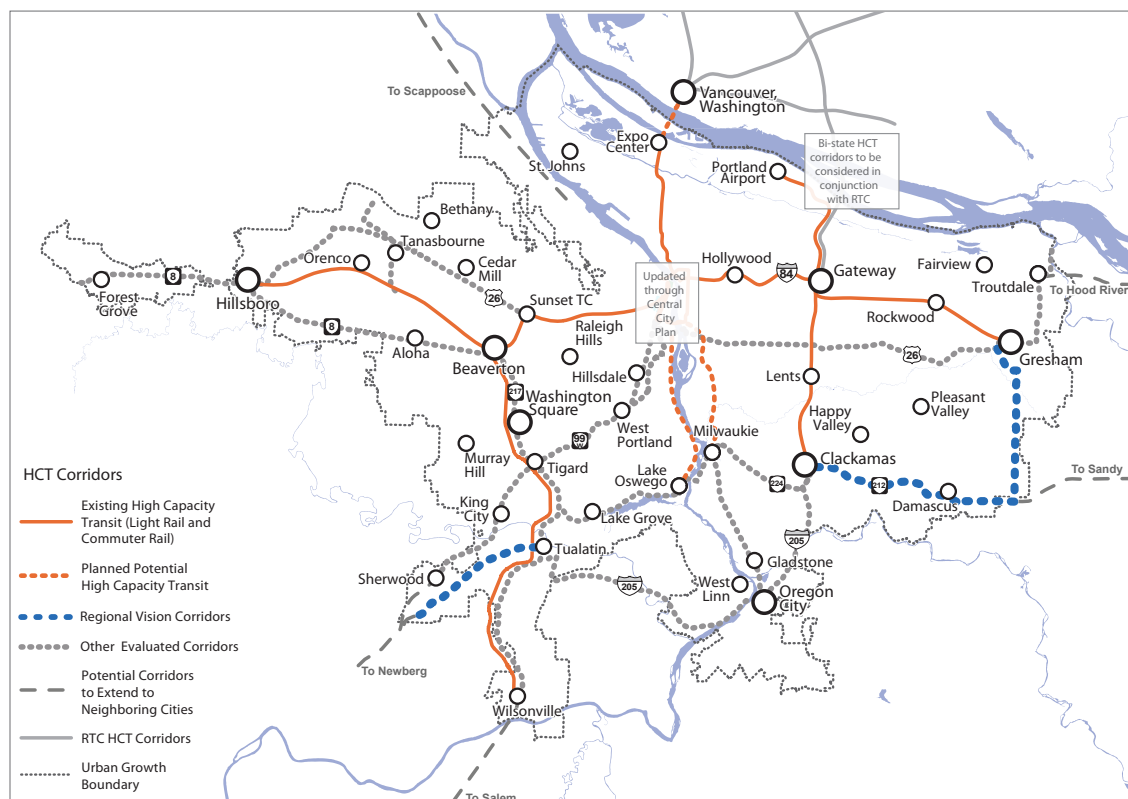 To Scappoose
Vancouver,
Washington
Expo
Center
St. Johns
Portland
Airport
Bi-state HCT
corridors to be
considered in
conjunction
with RTC
Bethany
Tanasbourne
Orenco
Cedar
Mill
Hollywood
84
Gateway
Fairview
Troutdale
To Hood River
8
Forest
Grove
Hillsboro
26
Sunset TC
Updated
through
Central
City
Plan
Rockwood
8
Aloha
Raleigh
Hills
Beaverton
26
Gresham
Hillsdale
217
Washington
Square
Lents
Pleasant
Valley
Happy
Valley
West
Portland
99
W
Milwaukie
Murray
Hill
Tigard
Clackamas
To Sandy
Lake
Oswego
224
212
Damascus
King
City
Lake Grove
205
Tualatin
Gladstone
Sherwood
205
West
Linn
Oregon
City
To Newberg
Wilsonville
To Salem
HCT Corridors
Existing High Capacity
Transit (Light Rail and
Commuter Rail)
Planned Potential
High Capacity Transit
Regional Vision Corridors
Other Evaluated Corridors
Potential Corridors
to Extend to
Neighboring Cities
RTC HCT Corridors
Urban Growth
Boundary